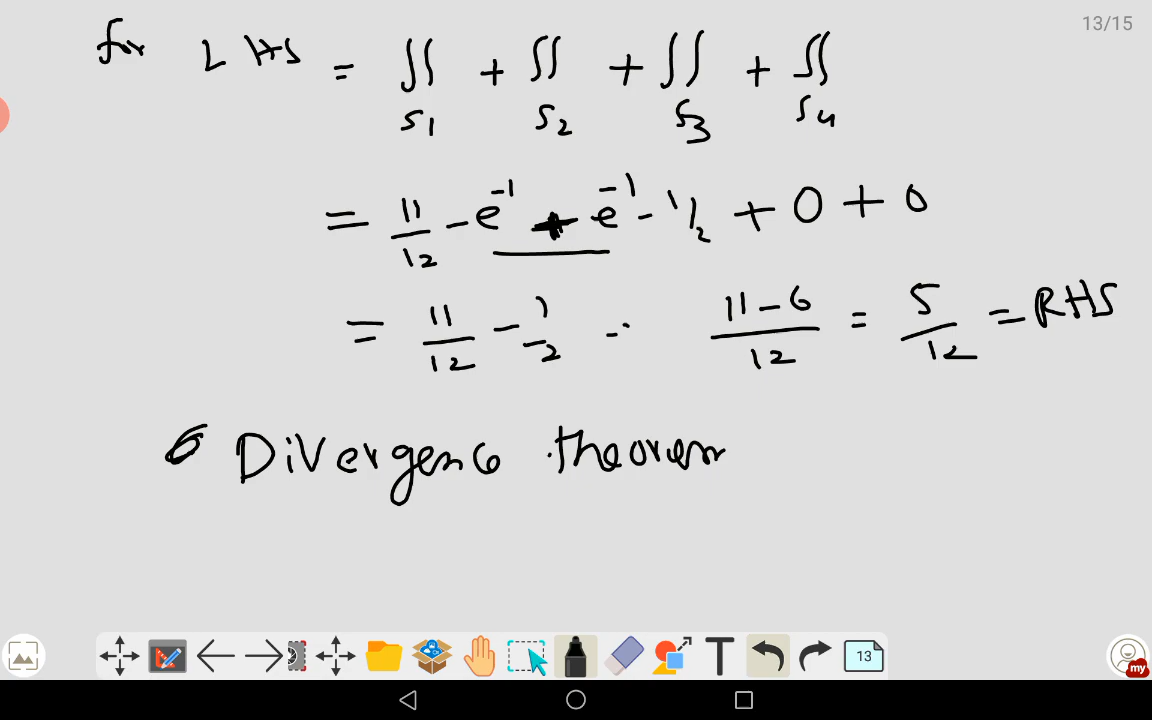 13/15
for LHS = ∬ + ∬ + ∬ + ∬
S1 S2 S3 S4
= 11/12 - e^-1 + e^-1 - 1/2 + 0 + 0
= 11/12 - 1/2 = 11-6/12 = 5/12 = RHS
Divergence theorem
T 13 my